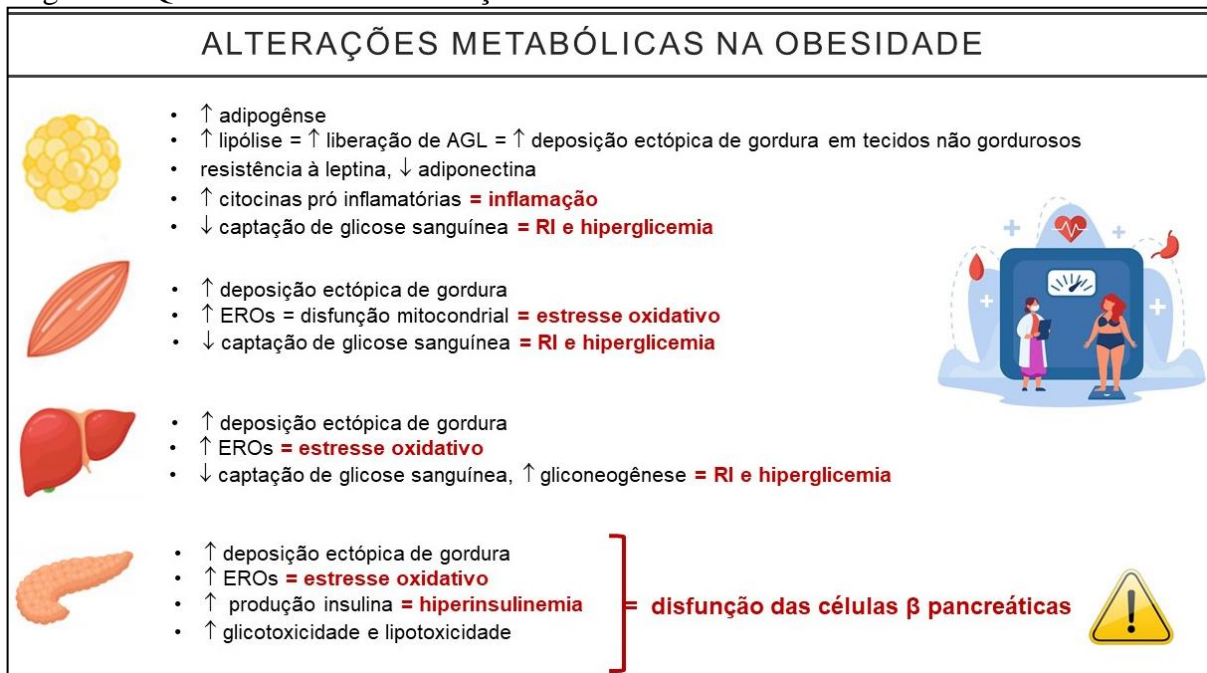 ALTERAÇÕES METABÓLICAS NA OBESIDADE
• ↑ adipogênse
• ↑ lipólise = ↑ liberação de AGL = ↑ deposição ectópica de gordura em tecidos não gordurosos
• resistência à leptina, ↓ adiponectina
• ↑ citocinas pró inflamatórias = inflamação
• ↓ captação de glicose sanguínea = RI e hiperglicemia
• ↑ deposição ectópica de gordura
• ↑ EROs = disfunção mitocondrial = estresse oxidativo
• ↓ captação de glicose sanguínea = RI e hiperglicemia
• ↑ deposição ectópica de gordura
• ↑ EROs = estresse oxidativo
• ↓ captação de glicose sanguínea, ↑ gliconeogênese = RI e hiperglicemia
• ↑ deposição ectópica de gordura
• ↑ EROs = estresse oxidativo
• ↑ produção insulina = hiperinsulinemia
• ↑ glicotoxicidade e lipotoxicidade
= disfunção das células β pancreáticas